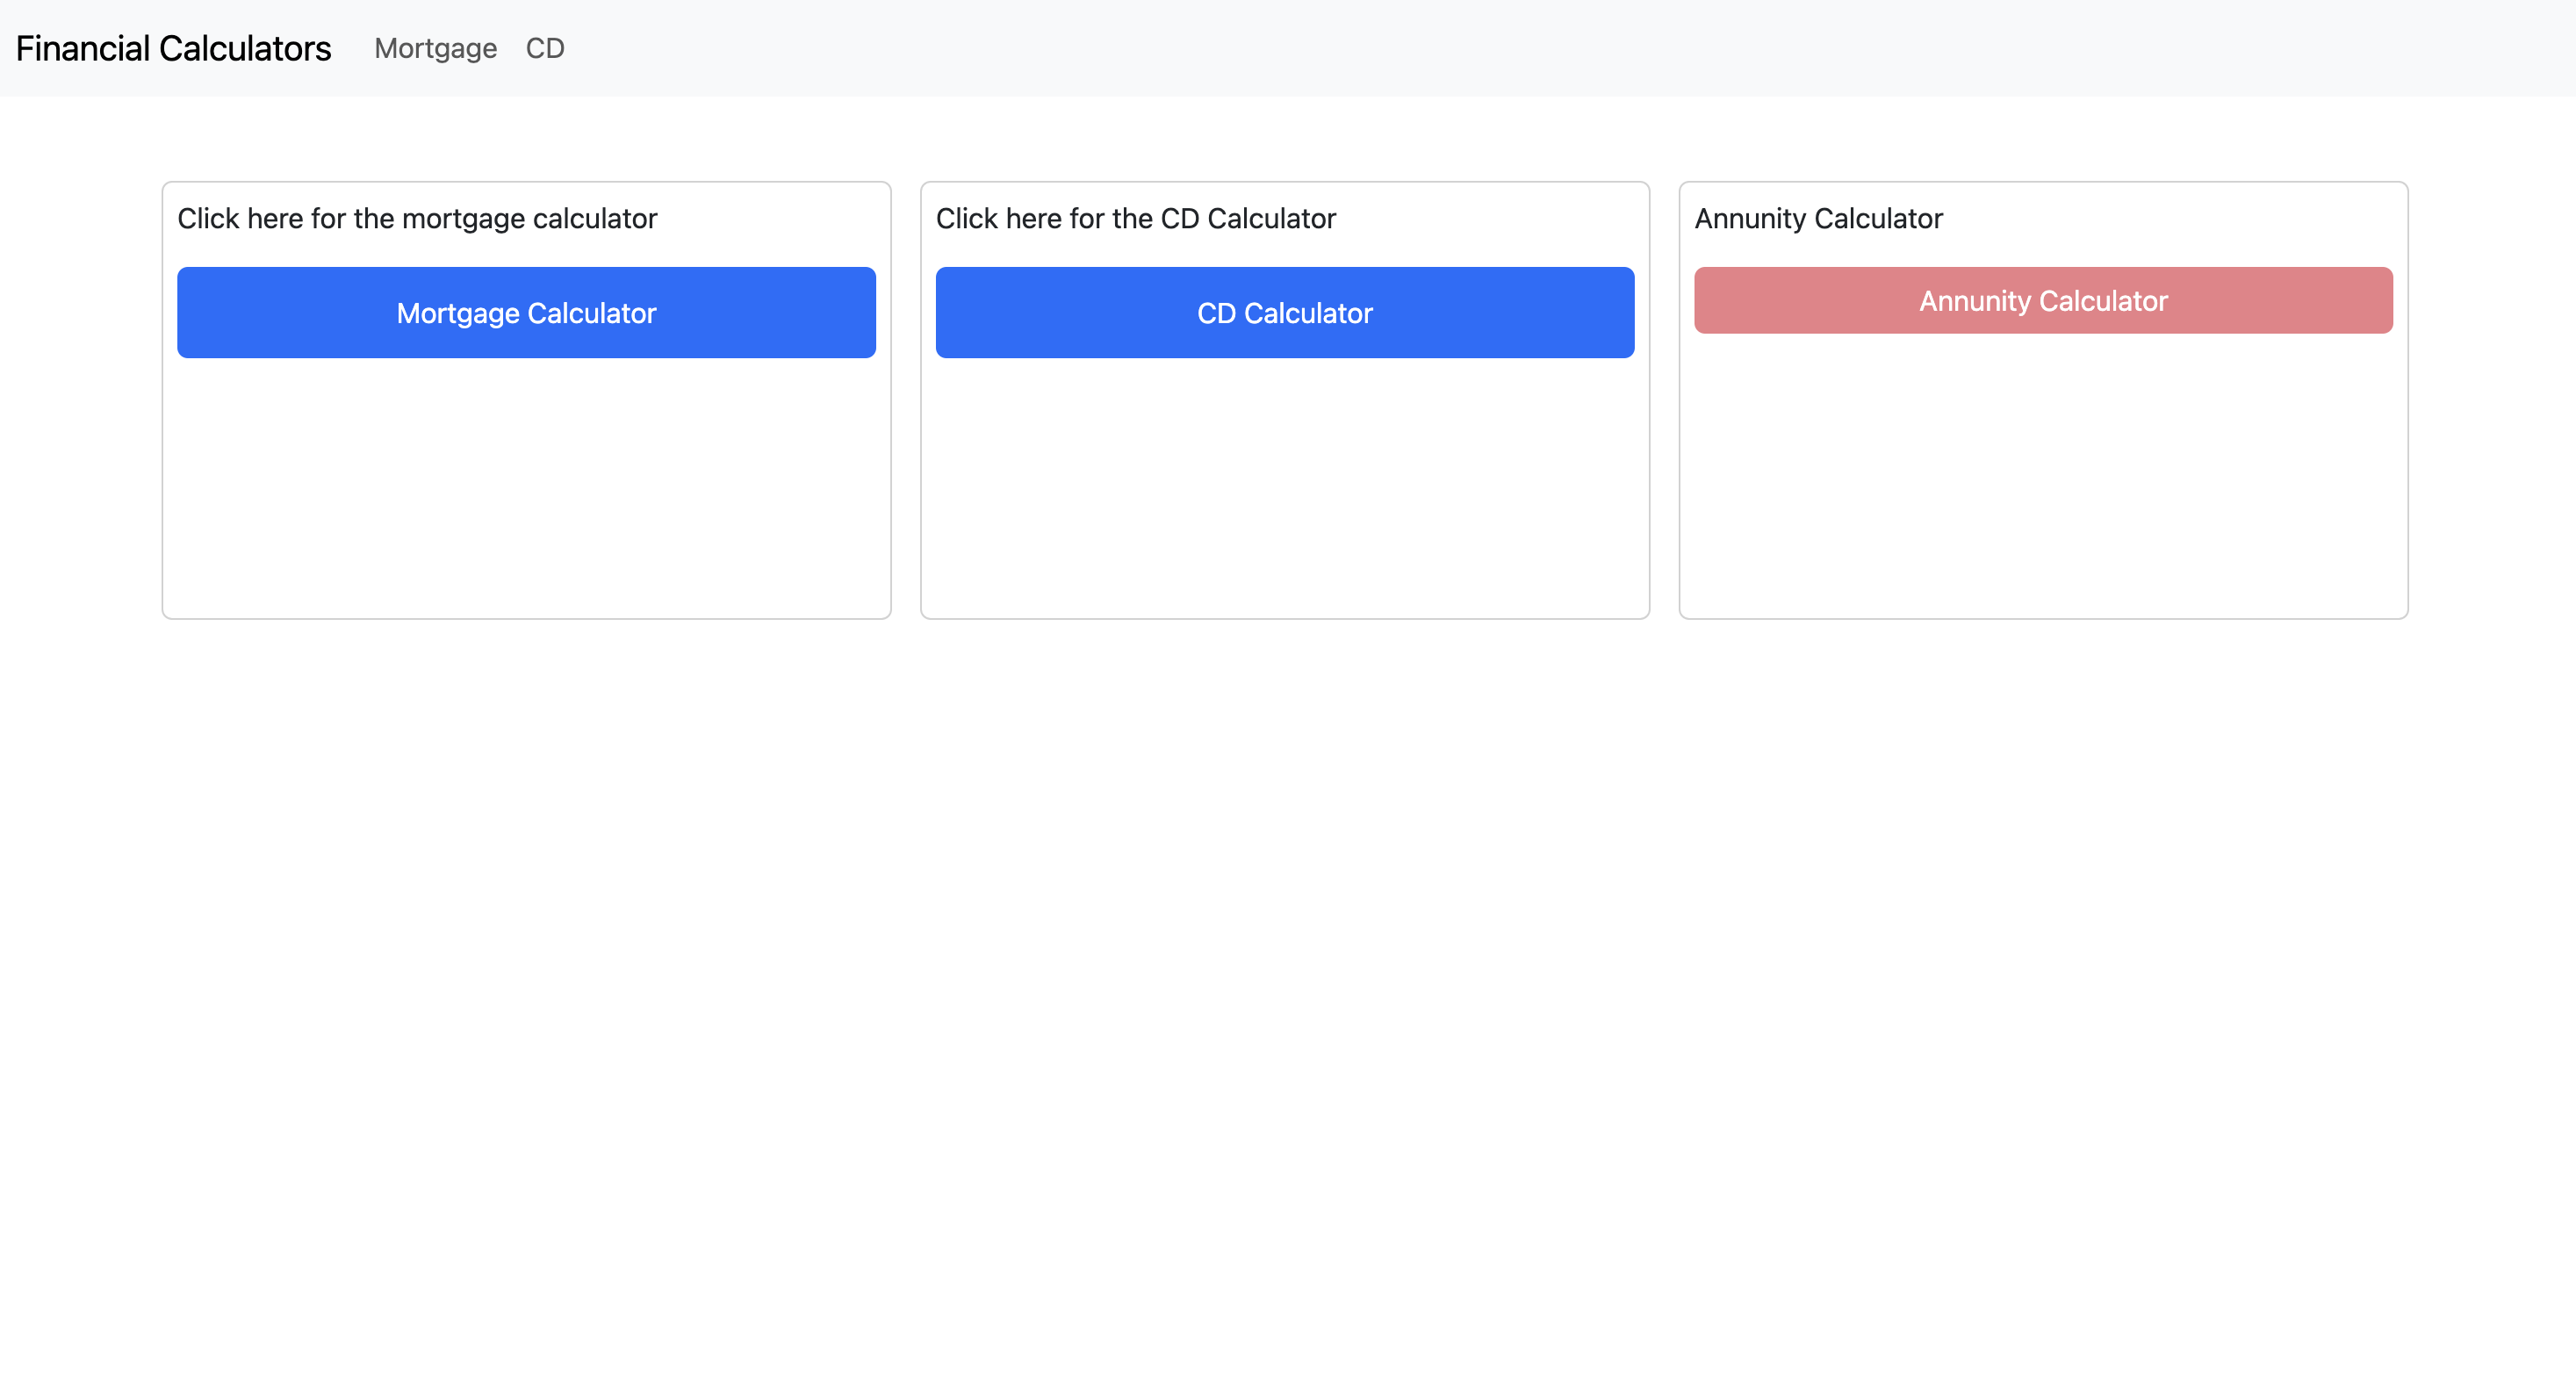 Financial Calculators Mortgage CD
Click here for the mortgage calculator
Mortgage Calculator
Click here for the CD Calculator
CD Calculator
Annunity Calculator
Annunity Calculator